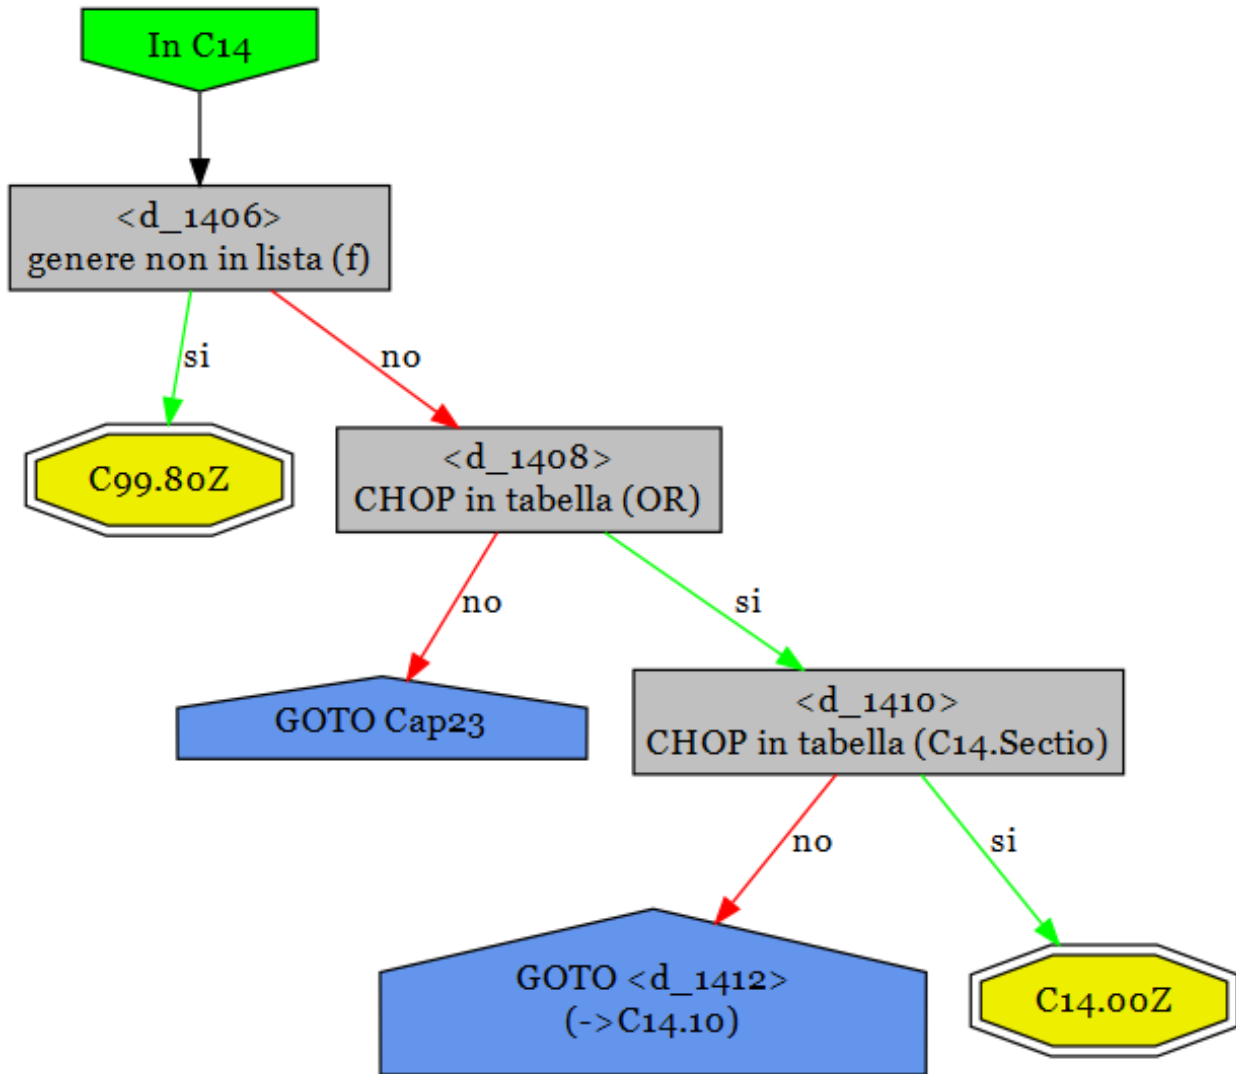 In C14
<d_1406>
genere non in lista (f)
si
no
C99.80Z
<d_1408>
CHOP in tabella (OR)
no
si
GOTO Cap23
<d_1410>
CHOP in tabella (C14.Sectio)
no
si
GOTO <d_1412>
(->C14.10)
C14.00Z